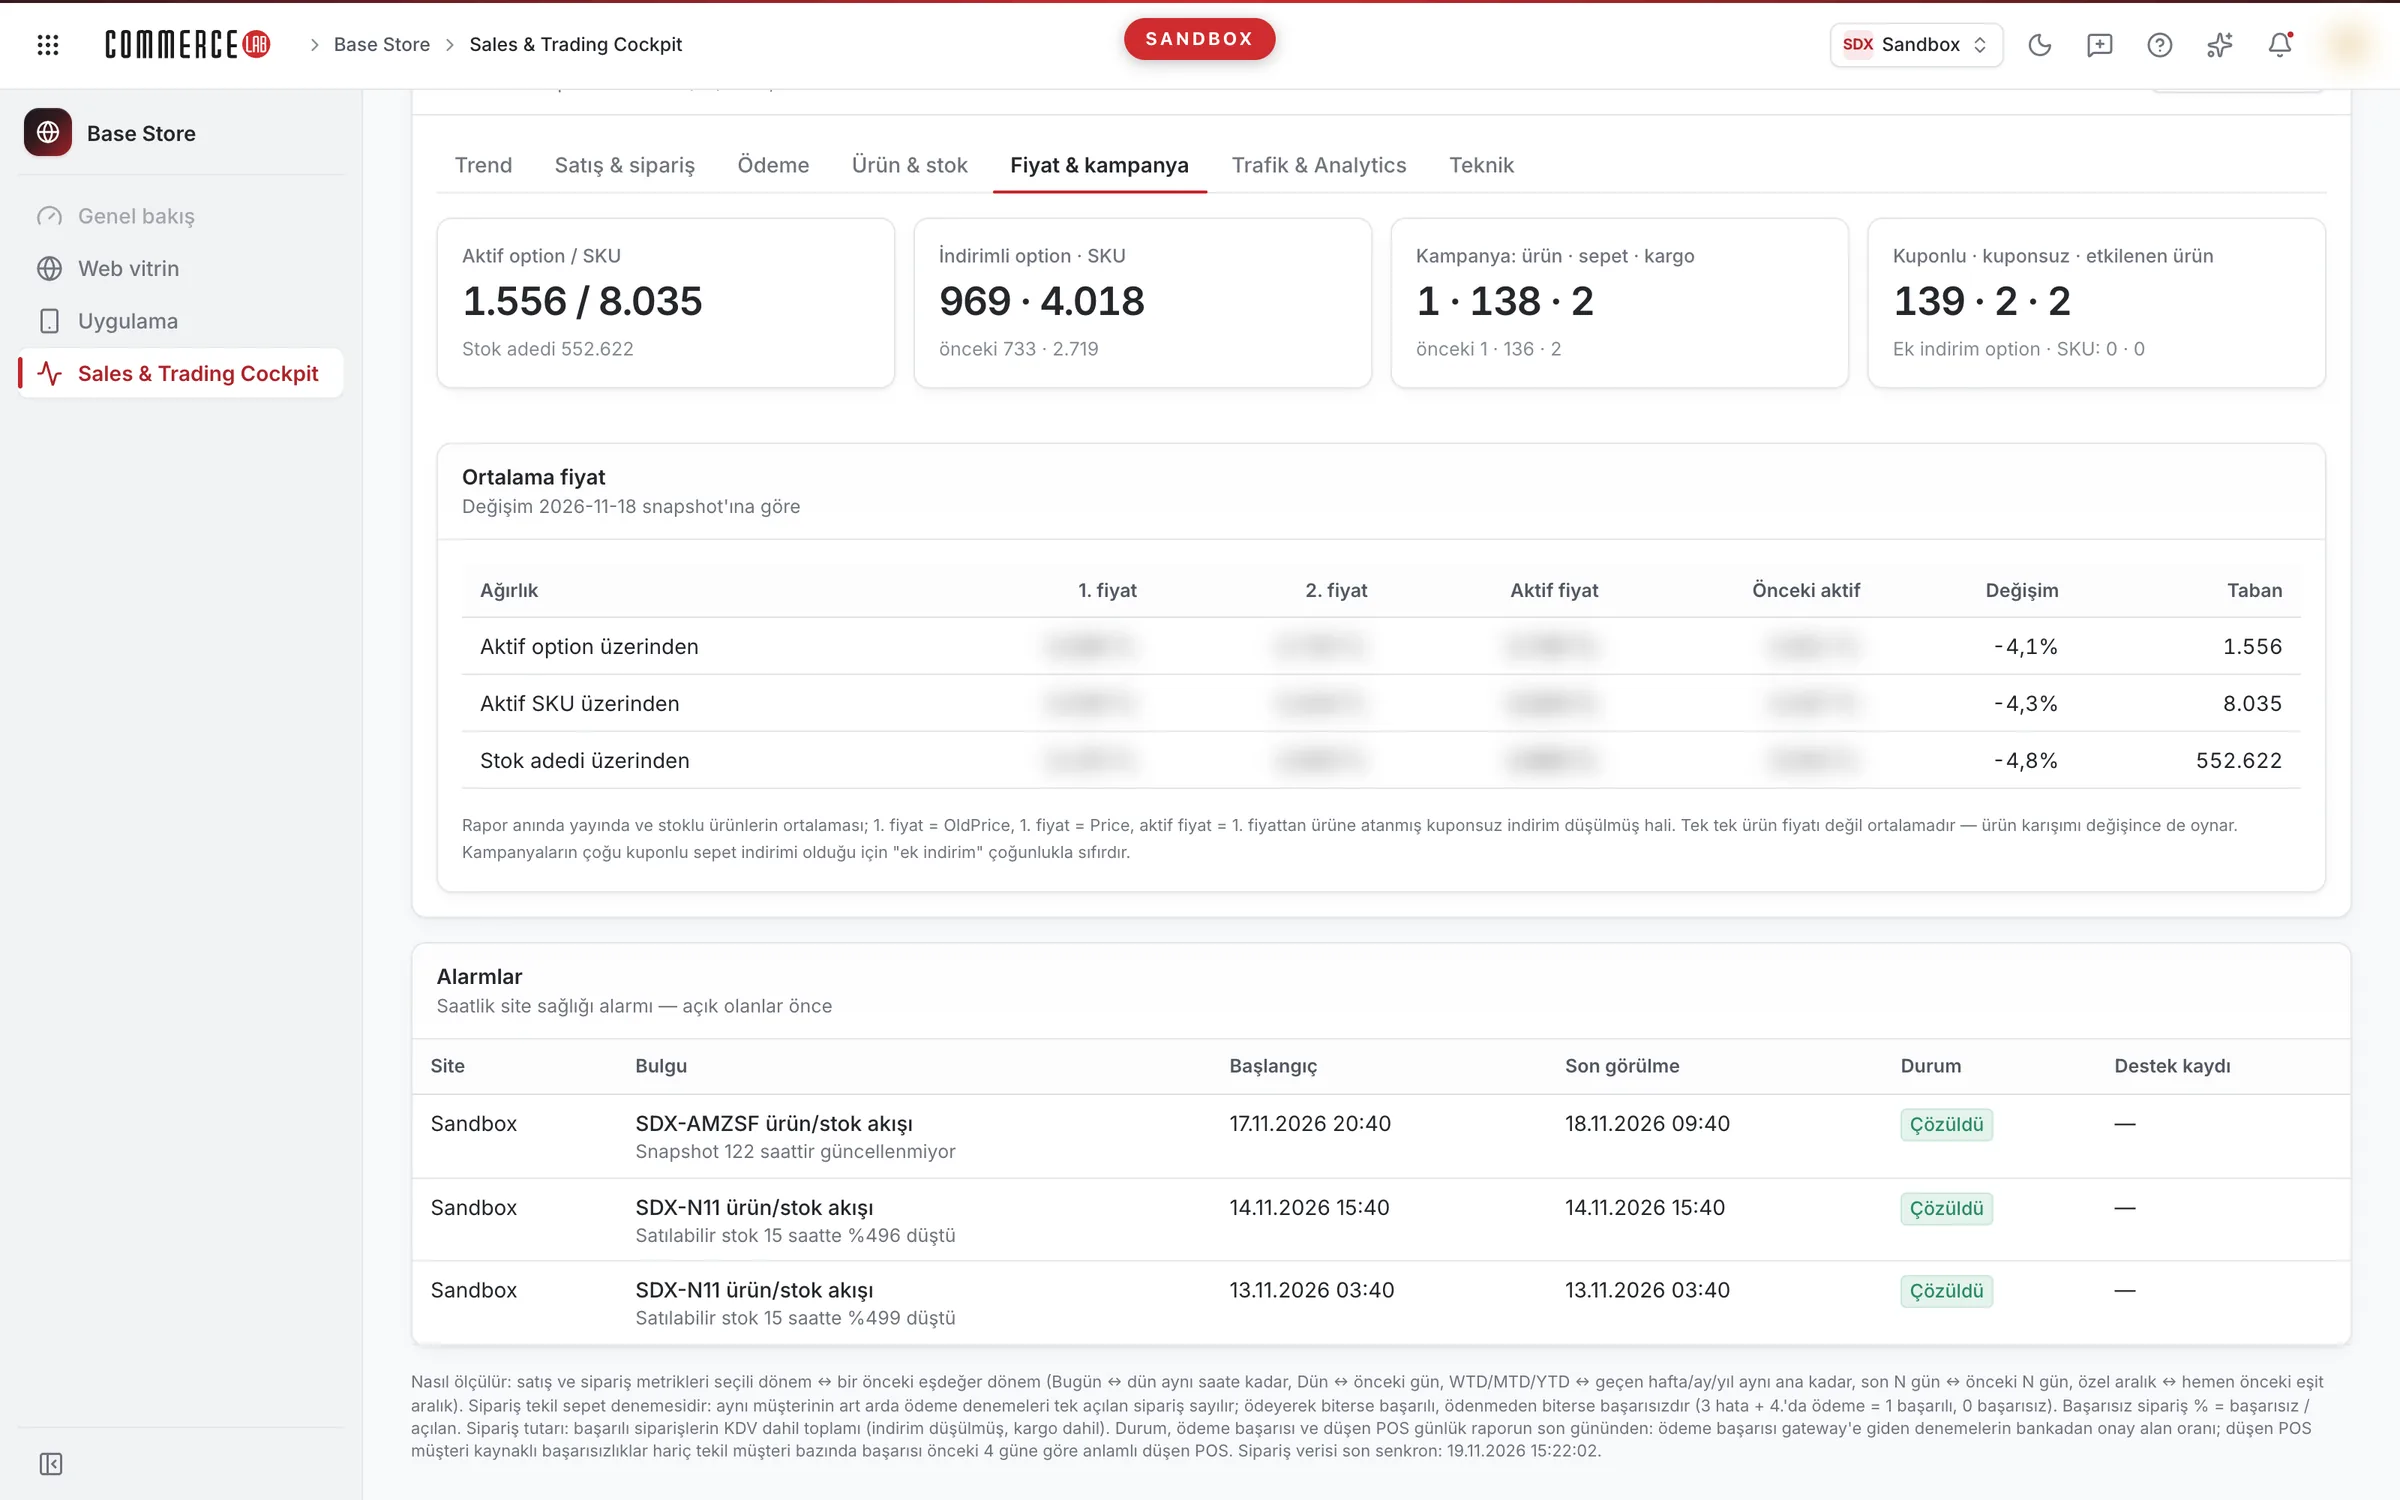 COMMERCE LAB
Base Store
Sales & Trading Cockpit
SANDBOX
SDX Sandbox
Base Store
Genel bakış
Web vitrin
Uygulama
Sales & Trading Cockpit
Trend
Satış & sipariş
Ödeme
Ürün & stok
Fiyat & kampanya
Trafik & Analytics
Teknik
Aktif option / SKU
1.556 / 8.035
Stok adedi 552.622
İndirimli option · SKU
969 · 4.018
önceki 733 · 2.719
Kampanya: ürün · sepet · kargo
1 · 138 · 2
önceki 1 · 136 · 2
Kuponlu · kuponsuz · etkilenen ürün
139 · 2 · 2
Ek indirim option · SKU: 0 · 0
Ortalama fiyat
Değişim 2026-11-18 snapshot'ına göre
Ağırlık 1. fiyat 2. fiyat Aktif fiyat Önceki aktif Değişim Taban
Aktif option üzerinden -4,1% 1.556
Aktif SKU üzerinden -4,3% 8.035
Stok adedi üzerinden -4,8% 552.622
Rapor anında yayında ve stoklu ürünlerin ortalaması; 1. fiyat = OldPrice, 1. fiyat = Price, aktif fiyat = 1. fiyattan ürüne atanmış kuponsuz indirim düşülmüş hali. Tek tek ürün fiyatı değil ortalamadır — ürün karışımı değişince de oynar.
Kampanyaların çoğu kuponlu sepet indirimi olduğu için "ek indirim" çoğunlukla sıfırdır.
Alarmlar
Saatlik site sağlığı alarmı — açık olanlar önce
Site Bulgu Başlangıç Son görülme Durum Destek kaydı
Sandbox SDX-AMZSF ürün/stok akışı 17.11.2026 20:40 18.11.2026 09:40 Çözüldü —
Snapshot 122 saattir güncellenmiyor
Sandbox SDX-N11 ürün/stok akışı 14.11.2026 15:40 14.11.2026 15:40 Çözüldü —
Satılabilir stok 15 saatte %496 düştü
Sandbox SDX-N11 ürün/stok akışı 13.11.2026 03:40 13.11.2026 03:40 Çözüldü —
Satılabilir stok 15 saatte %499 düştü
Nasıl ölçülür: satış ve sipariş metrikleri seçili dönem ↔ bir önceki eşdeğer dönem (Bugün ↔ dün aynı saate kadar, Dün ↔ önceki gün, WTD/MTD/YTD ↔ geçen hafta/ay/yıl aynı ana kadar, son N gün ↔ önceki N gün, özel aralık ↔ hemen önceki eşit
aralık). Sipariş tekil sepet denemesidir: aynı müşterinin art arda ödeme denemeleri tek açılan sipariş sayılır; ödeyerek biterse başarılı, ödenmeden biterse başarısızdır (3 hata + 4.'da ödeme = 1 başarılı, 0 başarısız). Başarısız sipariş % = başarısız /
açılan. Sipariş tutarı: başarılı siparişlerin KDV dahil toplamı (indirim düşülmüş, kargo dahil). Durum, ödeme başarısı ve düşen POS günlük raporun son gününden: ödeme başarısı gateway'e giden denemelerin bankadan onay alan oranı; düşen POS
müşteri kaynaklı başarısızlıklar hariç tekil müşteri bazında başarısı önceki 4 güne göre anlamlı düşen POS. Sipariş verisi son senkron: 19.11.2026 15:22:02.